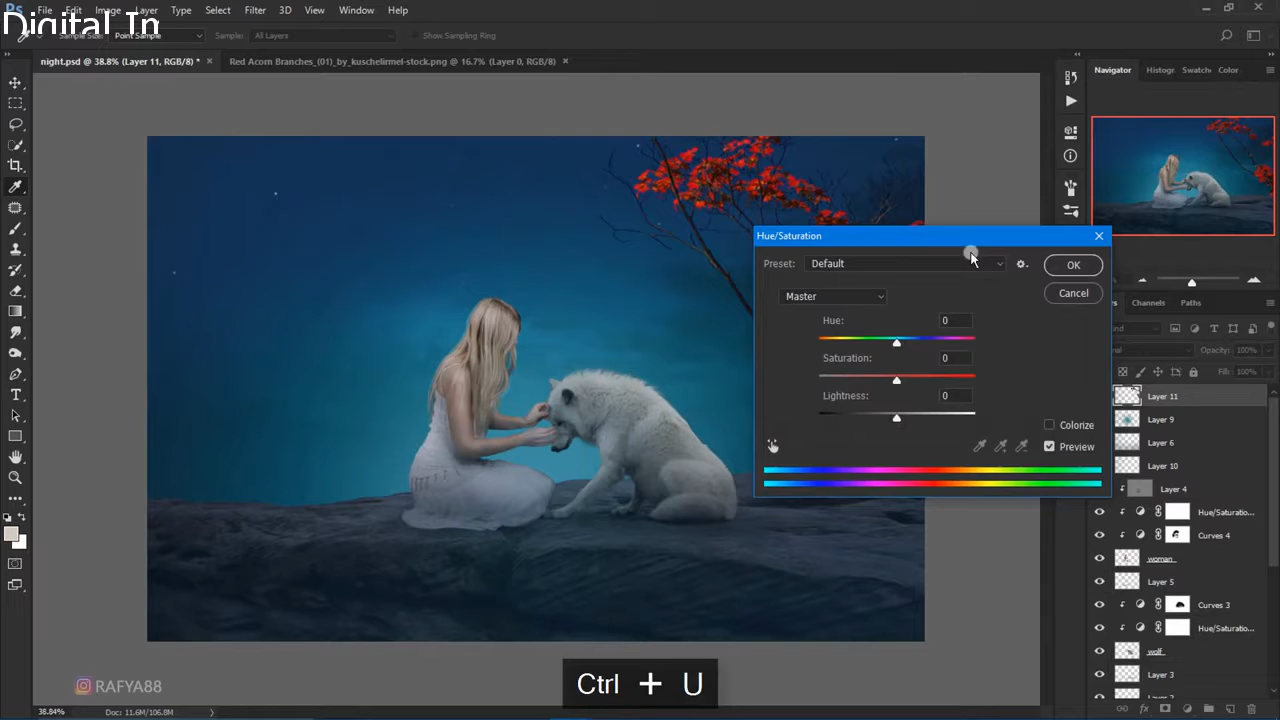 Ps File Edit Image Layer Type Select Filter 3D View Window Help
Digital Im
Sample Size: Point Sample Sample: All Layers Show Sampling Ring
night.psd @ 38.8% (Layer 11, RGB/8) * × Red Acorn Branches_(01)_by_kuschelirmel-stock.png @ 16.7% (Layer 0, RGB/8) ×
Navigator Histogr Swatch Color
Hue/Saturation
Preset: Default OK
Master Cancel
Hue: 0
Saturation: 0
Lightness: 0
Colorize
Preview
Channels Paths
Opacity: 100%
Fill: 100%
Layer 11
Layer 9
Layer 6
Layer 10
Layer 4
Hue/Saturatio...
Curves 4
woman
Layer 5
Curves 3
Hue/Saturatio...
wolf
Layer 3
RAFYA88
Ctrl + U
38.84% Doc: 11.6M/106.8M